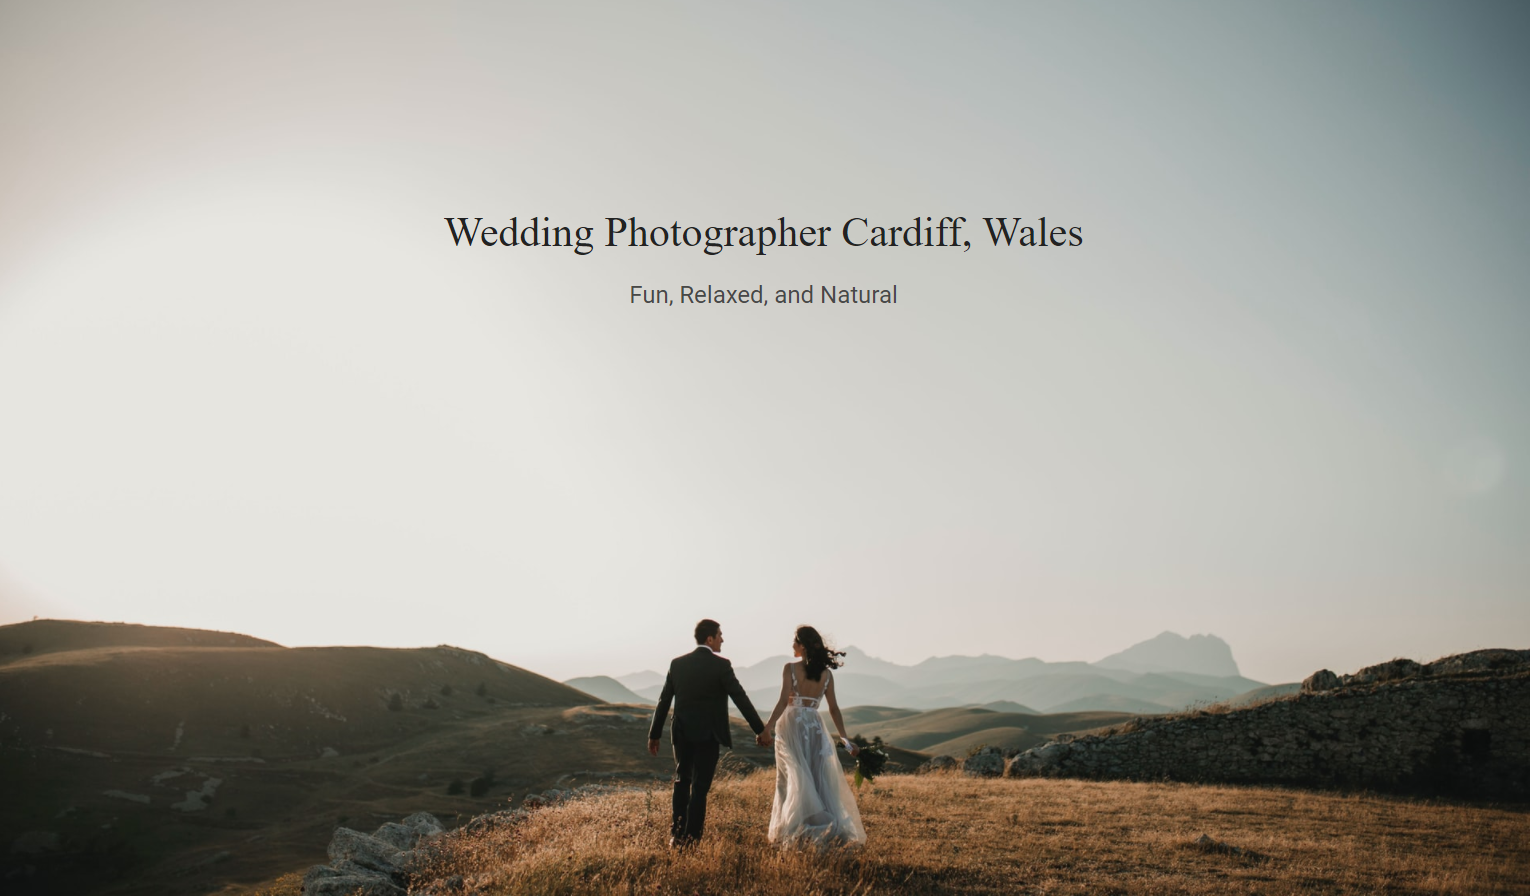 Wedding Photographer Cardiff, Wales
Fun, Relaxed, and Natural